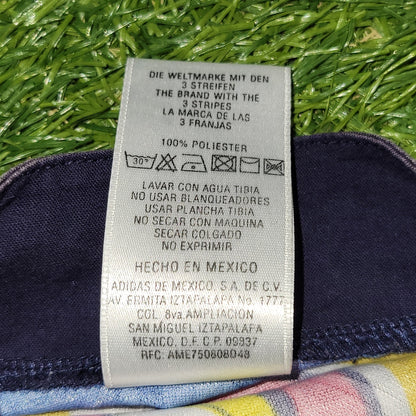 DIE WELTMARKE MIT DEN
3 STREIFEN
THE BRAND WITH THE
3 STRIPES
LA MARCA DE LAS
3 FRANJAS
100% POLIESTER
30°
LAVAR CON AGUA TIBIA
NO USAR BLANQUEADORES
USAR PLANCHA TIBIA
NO SECAR CON MAQUINA
SECAR COLGADO
NO EXPRIMIR
HECHO EN MEXICO
ADIDAS DE MEXICO, S.A. DE C.V.
AV. ERMITA IZTAPALAPA No. 1777
COL. 8va. AMPLIACION
SAN MIGUEL IZTAPALAPA
MEXICO, D.F. C.P. 09937
RFC: AME750808D48